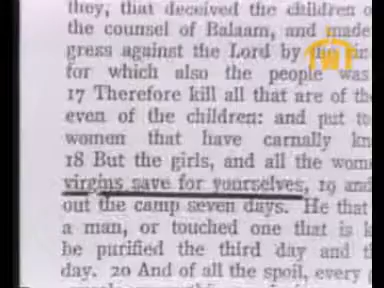 they, that deceived the children o
the counsel of Balaam, and made
gress against the Lord by the
for which also the people was
17 Therefore kill all that are of th
even of the children: and put to
women that have carnally kn
18 But the girls, and all the wom
virgins save for yourselves, 19 and
out the camp seven days. He that
a man, or touched one that is k
be purified the third day and t
day. 20 And of all the spoil, every